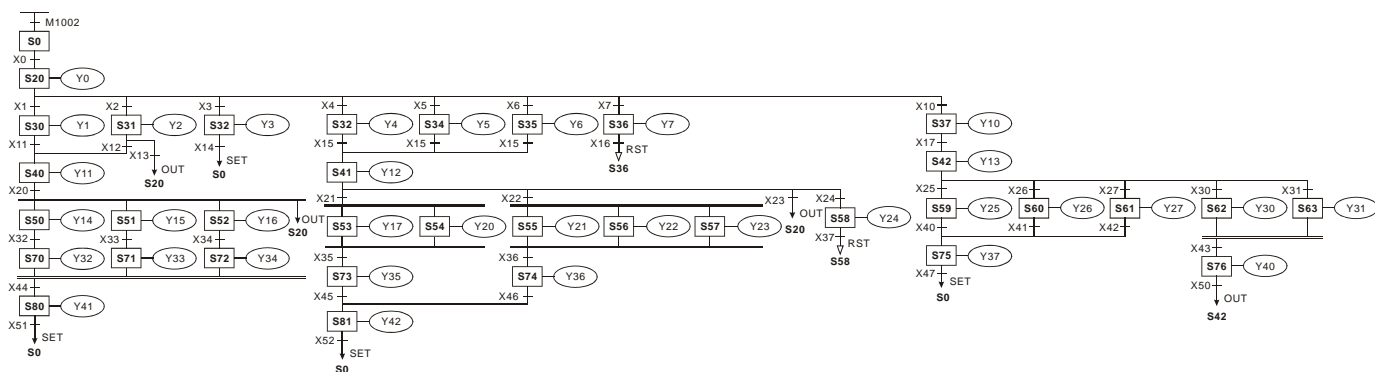 M1002
S0
X0
S20 Y0
X1 X2 X3 X4 X5 X6 X7 X10
S30 Y1 S31 Y2 S32 Y3 S32 Y4 S34 Y5 S35 Y6 S36 Y7 S37 Y10
X11 X12 X13 X14 SET X15 X15 X15 X16 RST X17
OUT
S20 S0 S36
S40 Y11 S41 Y12 S42 Y13
X20 X21 X22 X23 X24 X25 X26 X27 X30 X31
OUT OUT
S20 S20
S50 Y14 S51 Y15 S52 Y16 S53 Y17 S54 Y20 S55 Y21 S56 Y22 S57 Y23 S58 Y24 S59 Y25 S60 Y26 S61 Y27 S62 Y30 S63 Y31
X32 X33 X34 X37 RST X40 X41 X42
S58
S70 Y32 S71 Y33 S72 Y34 X35 X36 X43
S73 Y35 S74 Y36 S75 Y37 S76 Y40
X44 X45 X46 X47 SET X50 OUT
S0 S42
S80 Y41 S81 Y42
X51 SET X52 SET
S0 S0